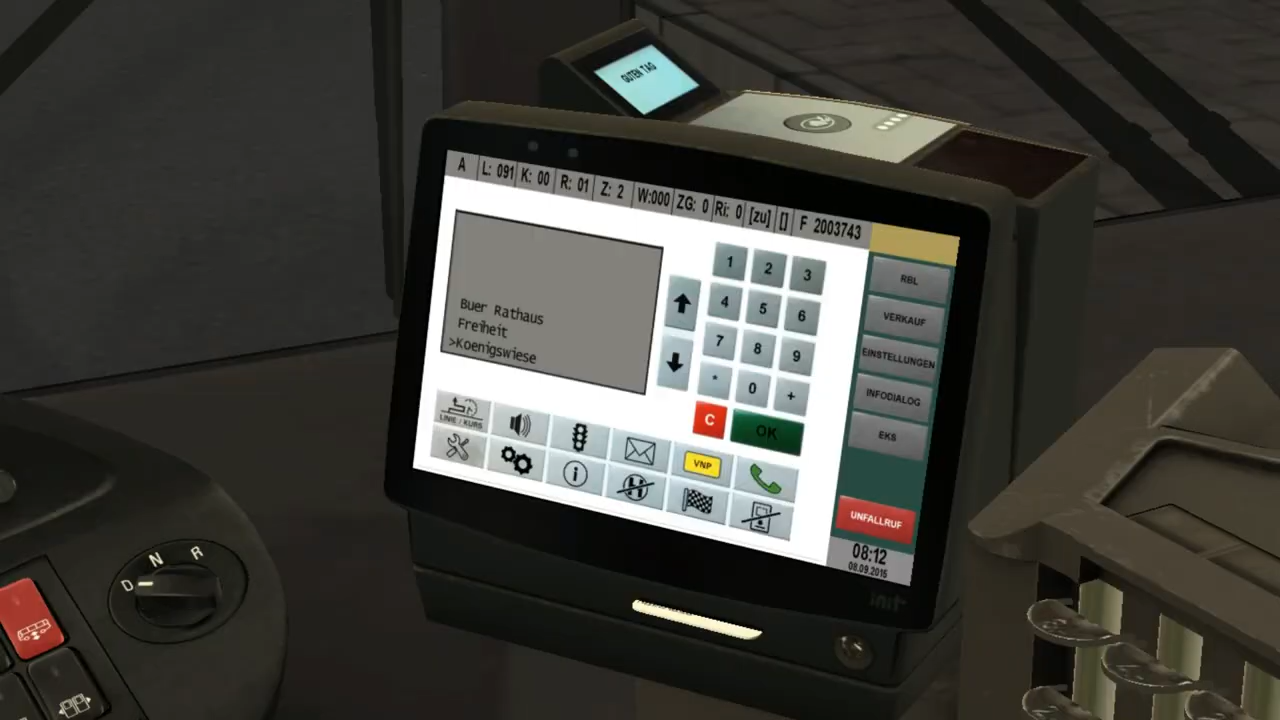 GUTEN TAG
A L: 091 K: 00 R: 01 Z: 2 W:000 ZG: 0 Ri: 0 [zu] [] F 2003743
Buer Rathaus
Freiheit
>Koenigswiese
1 2 3
4 5 6
7 8 9
* 0 +
C OK
RBL
VERKAUF
EINSTELLUNGEN
INFODIALOG
EKS
UNFALLRUF
08:12
08.09.2015
LINIE / KURS
VNP
H
init
D N R